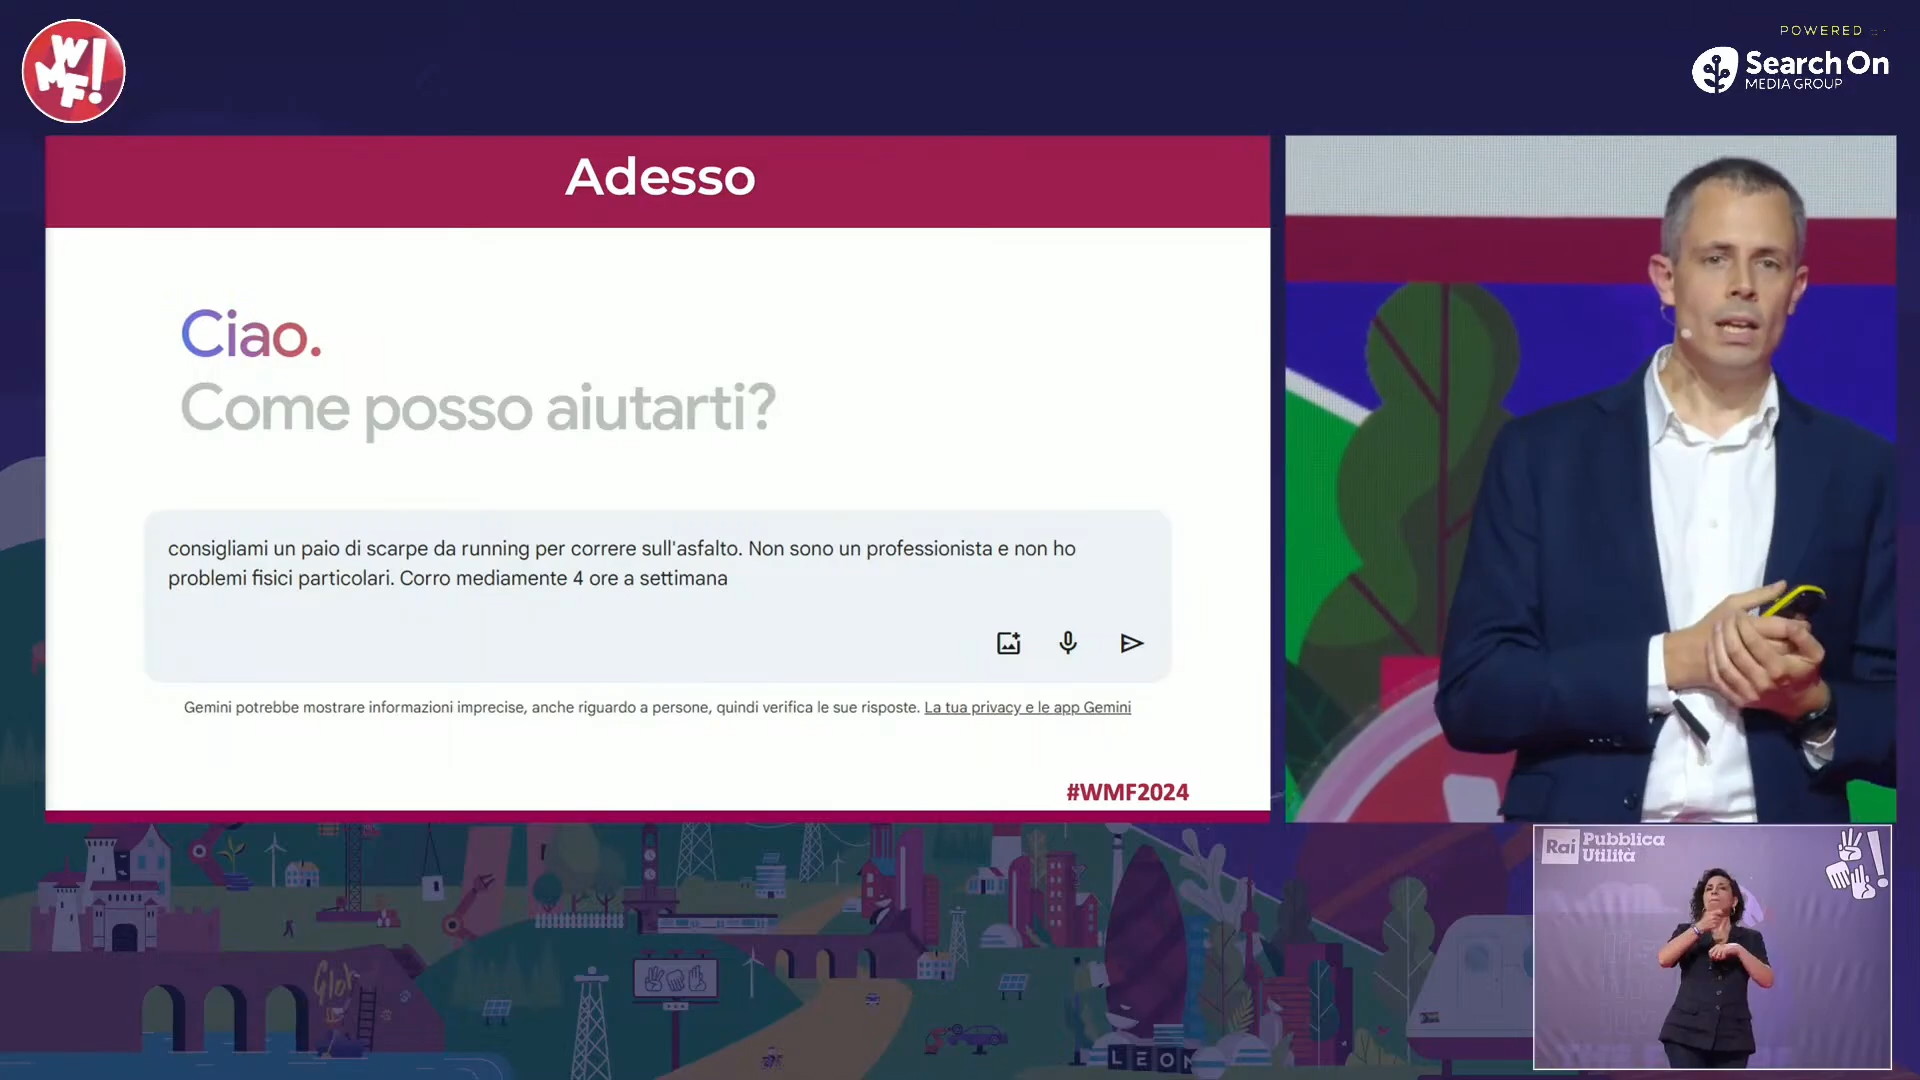 WMF!
POWERED
Search On
MEDIA GROUP
Adesso
Ciao.
Come posso aiutarti?
consigliami un paio di scarpe da running per correre sull'asfalto. Non sono un professionista e non ho
problemi fisici particolari. Corro mediamente 4 ore a settimana
Gemini potrebbe mostrare informazioni imprecise, anche riguardo a persone, quindi verifica le sue risposte. La tua privacy e le app Gemini
#WMF2024
Rai Pubblica
Utilità
Glob
LEON